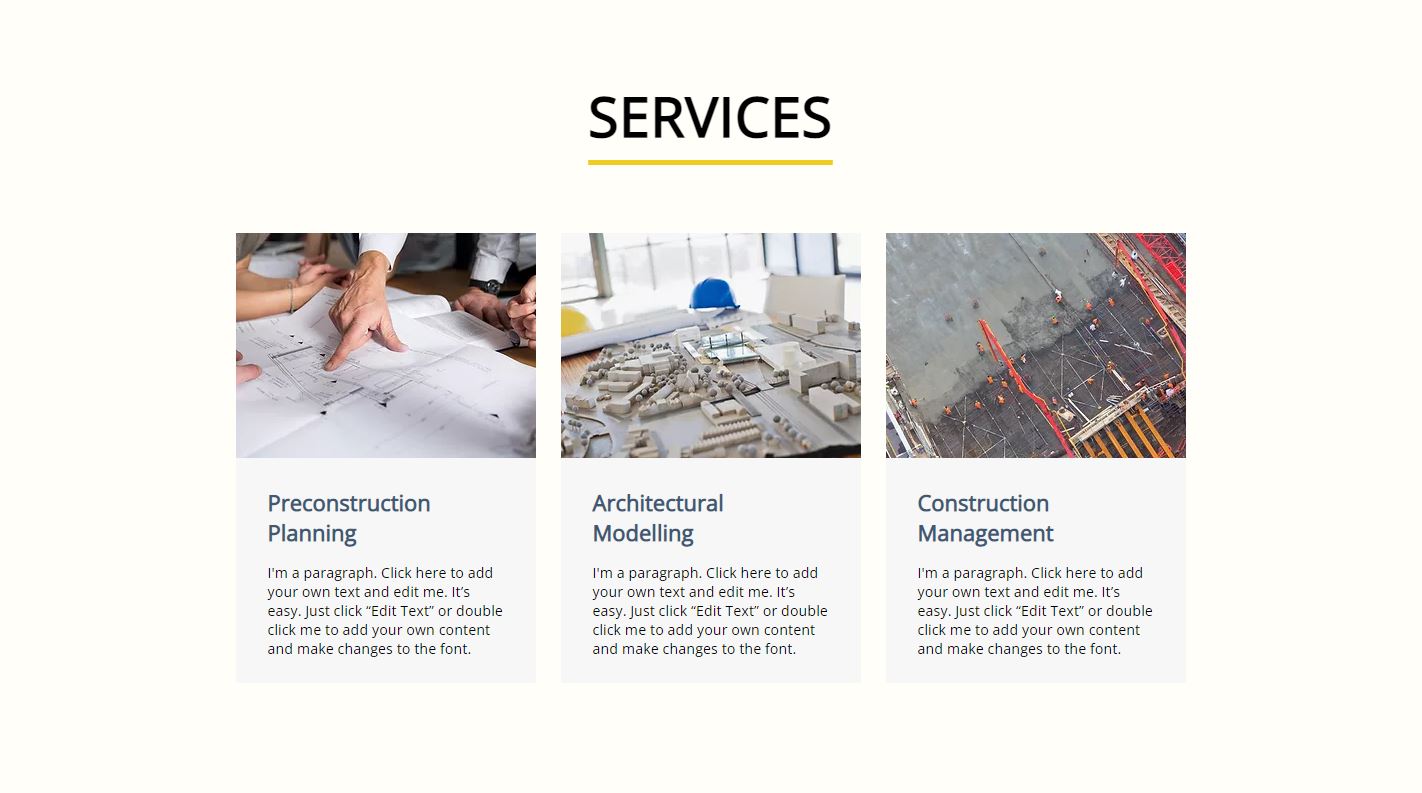 SERVICES
Preconstruction
Planning
I'm a paragraph. Click here to add
your own text and edit me. It’s
easy. Just click “Edit Text” or double
click me to add your own content
and make changes to the font.
Architectural
Modelling
I'm a paragraph. Click here to add
your own text and edit me. It’s
easy. Just click “Edit Text” or double
click me to add your own content
and make changes to the font.
Construction
Management
I'm a paragraph. Click here to add
your own text and edit me. It’s
easy. Just click “Edit Text” or double
click me to add your own content
and make changes to the font.